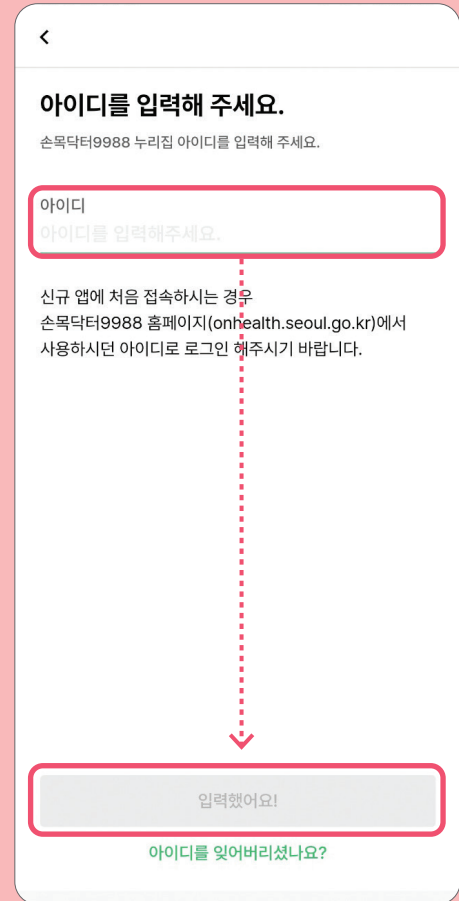 아이디를 입력해 주세요.
손목닥터9988 누리집 아이디를 입력해 주세요.
아이디
아이디를 입력해주세요.
신규 앱에 처음 접속하시는 경우
손목닥터9988 홈페이지(onhealth.seoul.go.kr)에서
사용하시던 아이디로 로그인 해주시기 바랍니다.
입력했어요!
아이디를 잊어버리셨나요?